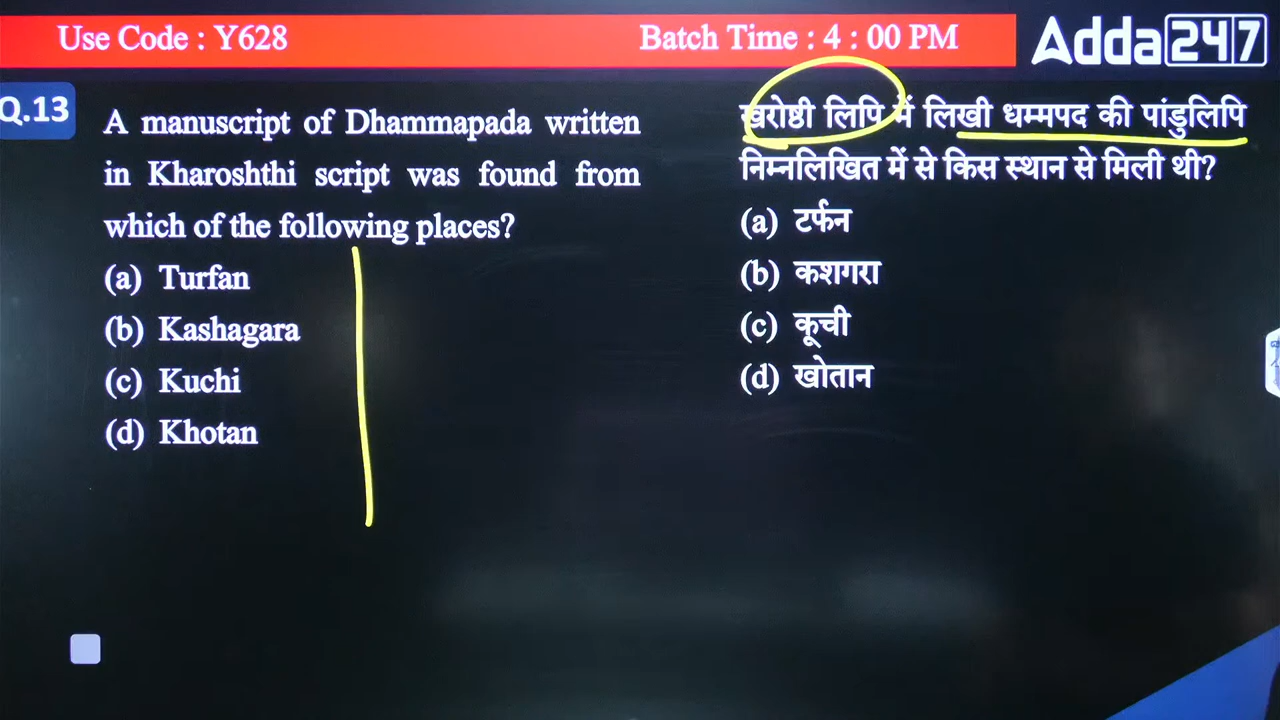 Use Code : Y628
Batch Time : 4 : 00 PM
Adda247
Q.13
A manuscript of Dhammapada written
in Kharoshthi script was found from
which of the following places?
(a) Turfan
(b) Kashagara
(c) Kuchi
(d) Khotan
खरोष्ठी लिपि में लिखी धम्मपद की पांडुलिपि
निम्नलिखित में से किस स्थान से मिली थी?
(a) टर्फन
(b) कशगरा
(c) कूची
(d) खोतान